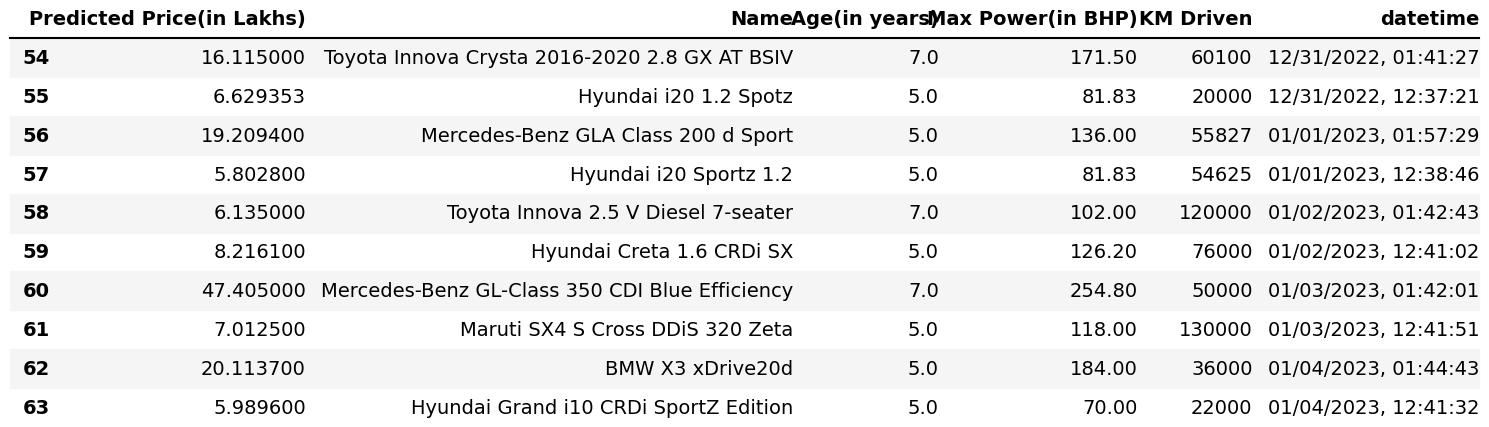 Predicted Price(in Lakhs) Name Age(in years) Max Power(in BHP) KM Driven datetime
54 16.115000 Toyota Innova Crysta 2016-2020 2.8 GX AT BSIV 7.0 171.50 60100 12/31/2022, 01:41:27
55 6.629353 Hyundai i20 1.2 Spotz 5.0 81.83 20000 12/31/2022, 12:37:21
56 19.209400 Mercedes-Benz GLA Class 200 d Sport 5.0 136.00 55827 01/01/2023, 01:57:29
57 5.802800 Hyundai i20 Sportz 1.2 5.0 81.83 54625 01/01/2023, 12:38:46
58 6.135000 Toyota Innova 2.5 V Diesel 7-seater 7.0 102.00 120000 01/02/2023, 01:42:43
59 8.216100 Hyundai Creta 1.6 CRDi SX 5.0 126.20 76000 01/02/2023, 12:41:02
60 47.405000 Mercedes-Benz GL-Class 350 CDI Blue Efficiency 7.0 254.80 50000 01/03/2023, 01:42:01
61 7.012500 Maruti SX4 S Cross DDiS 320 Zeta 5.0 118.00 130000 01/03/2023, 12:41:51
62 20.113700 BMW X3 xDrive20d 5.0 184.00 36000 01/04/2023, 01:44:43
63 5.989600 Hyundai Grand i10 CRDi SportZ Edition 5.0 70.00 22000 01/04/2023, 12:41:32